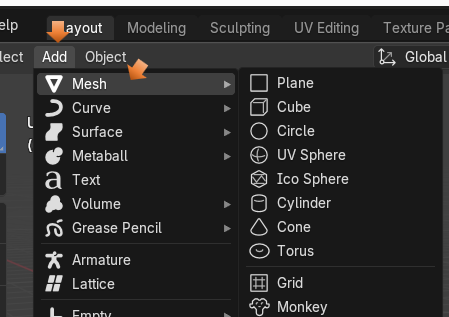 elp
ayout Modeling Sculpting UV Editing Texture Pa
lect Add Object Global
Mesh
Curve
Surface
Metaball
Text
Volume
Grease Pencil
Armature
Lattice
Empty
Plane
Cube
Circle
UV Sphere
Ico Sphere
Cylinder
Cone
Torus
Grid
Monkey
U
(